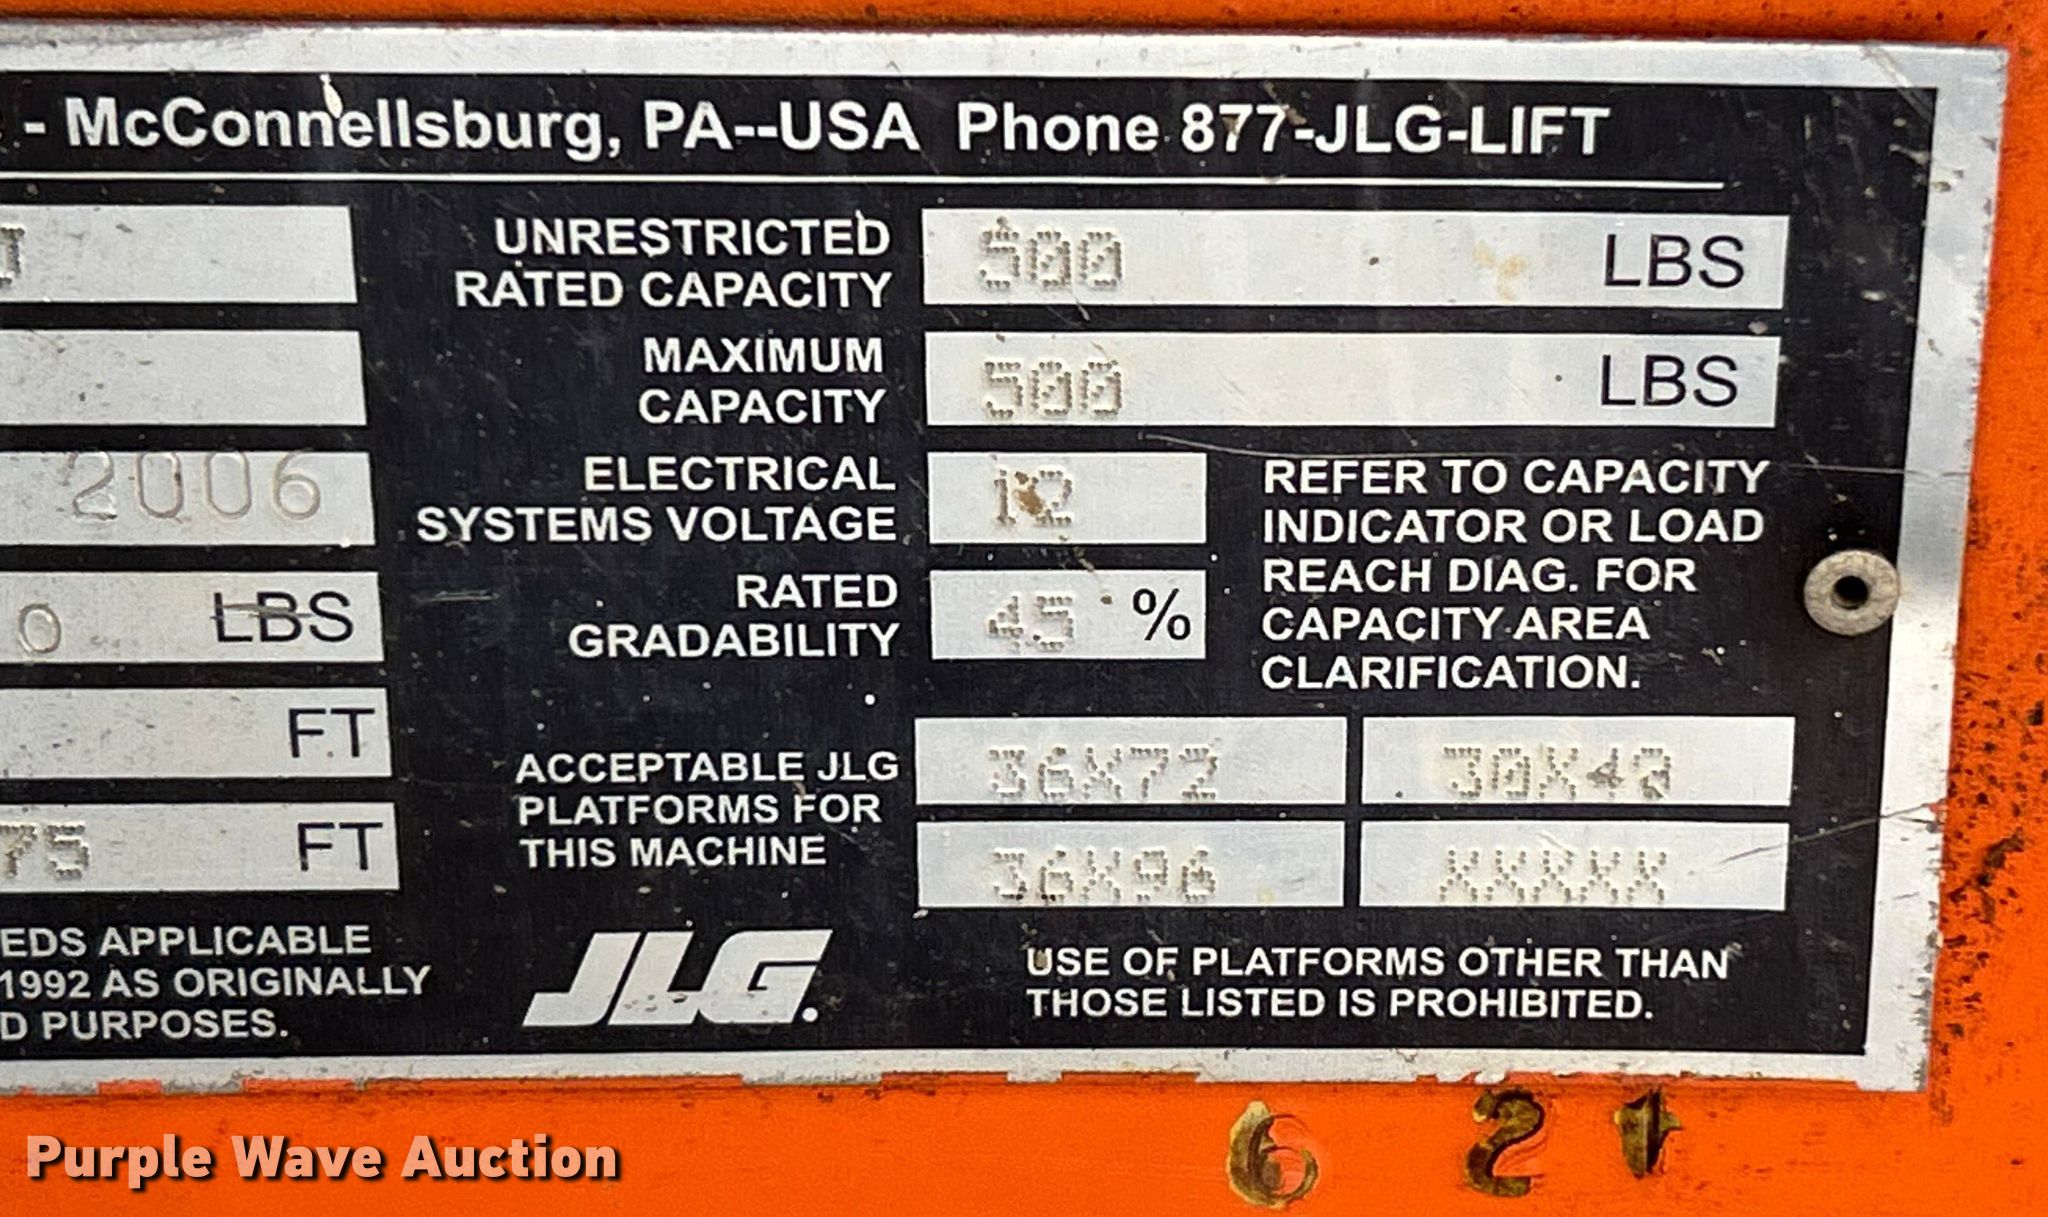 - McConnellsburg, PA--USA Phone 877-JLG-LIFT
J
UNRESTRICTED
RATED CAPACITY
500 LBS
MAXIMUM
CAPACITY
500 LBS
2006
ELECTRICAL
SYSTEMS VOLTAGE
12
0 LBS
RATED
GRADABILITY
45 %
REFER TO CAPACITY
INDICATOR OR LOAD
REACH DIAG. FOR
CAPACITY AREA
CLARIFICATION.
FT
75 FT
ACCEPTABLE JLG
PLATFORMS FOR
THIS MACHINE
36X72 30X48
36X96 XXXXX
EDS APPLICABLE
1992 AS ORIGINALLY
D PURPOSES.
JLG.
USE OF PLATFORMS OTHER THAN
THOSE LISTED IS PROHIBITED.
6 2 1
Purple Wave Auction